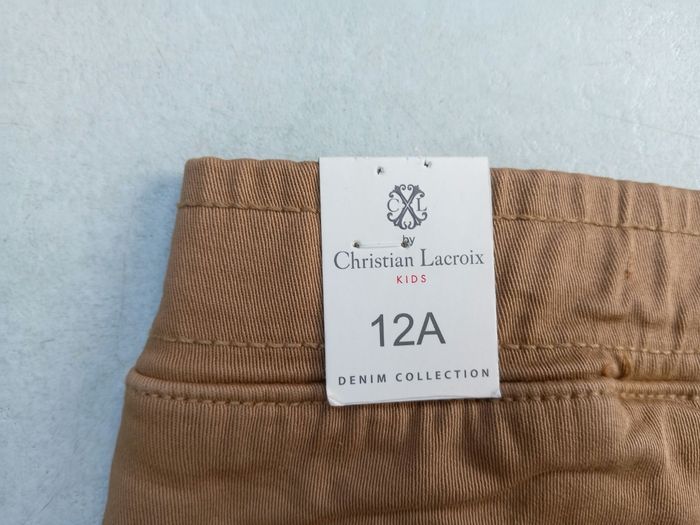 CXL
by
Christian Lacroix
KIDS
12A
DENIM COLLECTION